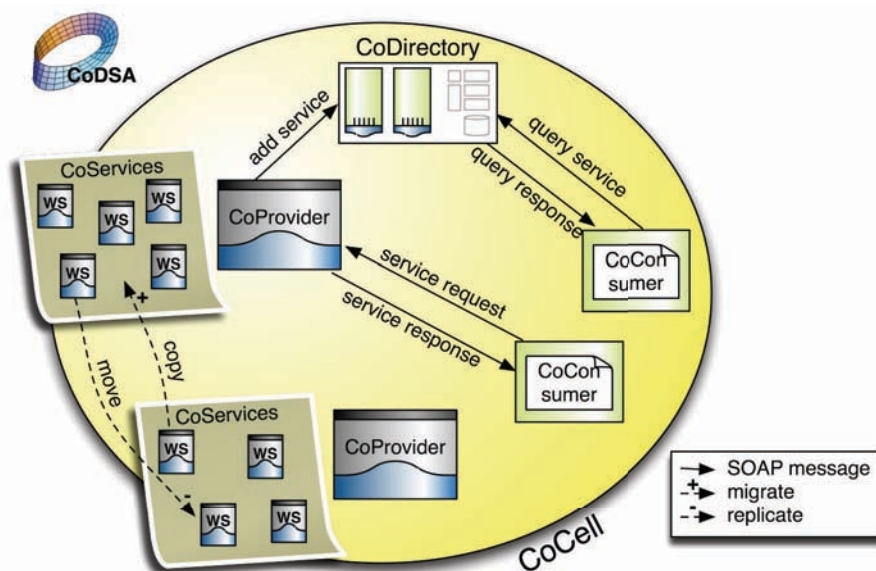 CoDSA
CoDirectory
add service
query service
query response
CoServices
WS
WS
WS
WS
WS
CoProvider
CoCon
sumer
service request
service response
+
move
copy
CoCon
sumer
CoServices
WS
WS
WS
WS
-
CoProvider
CoCell
SOAP message
+
migrate
-
replicate